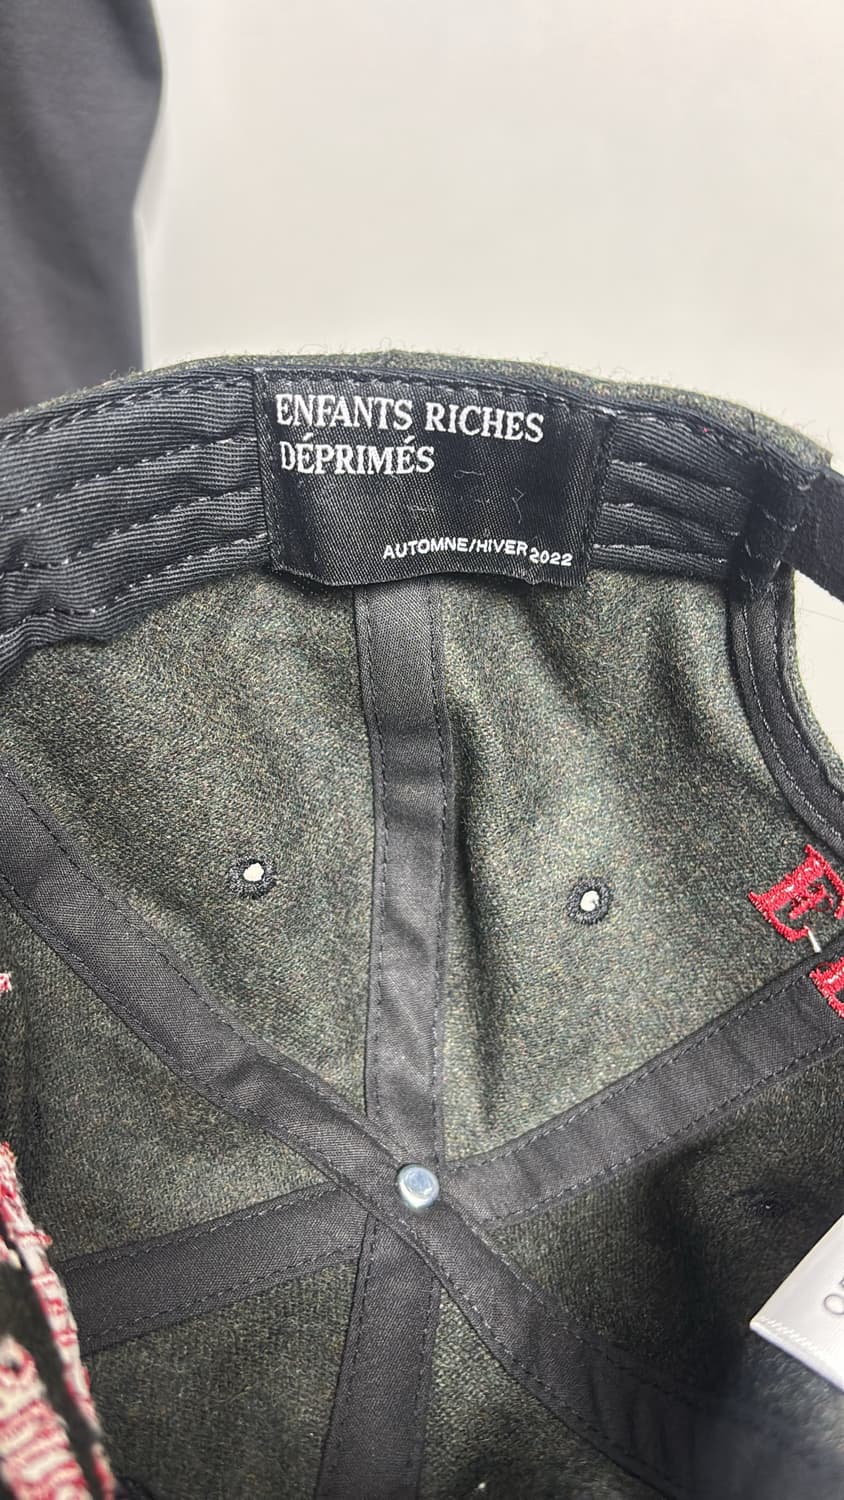 ENFANTS RICHES
DÉPRIMÉS
AUTOMNE/HIVER 2022